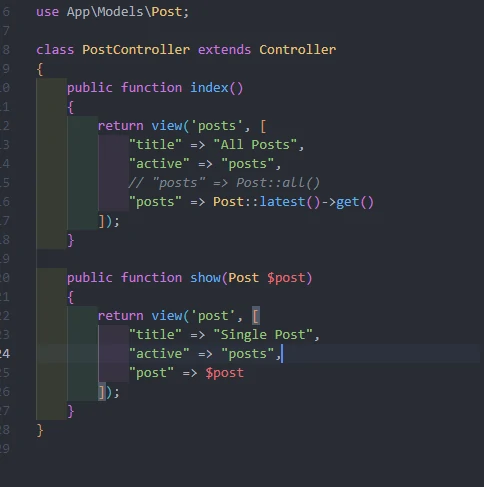 6 use App\Models\Post;
7
8 class PostController extends Controller
9 {
10 public function index()
11 {
12 return view('posts', [
13 "title" => "All Posts",
14 "active" => "posts",
15 // "posts" => Post::all()
16 "posts" => Post::latest()->get()
17 ]);
18 }
19
20 public function show(Post $post)
21 {
22 return view('post', [
23 "title" => "Single Post",
24 "active" => "posts",
25 "post" => $post
26 ]);
27 }
28 }
29